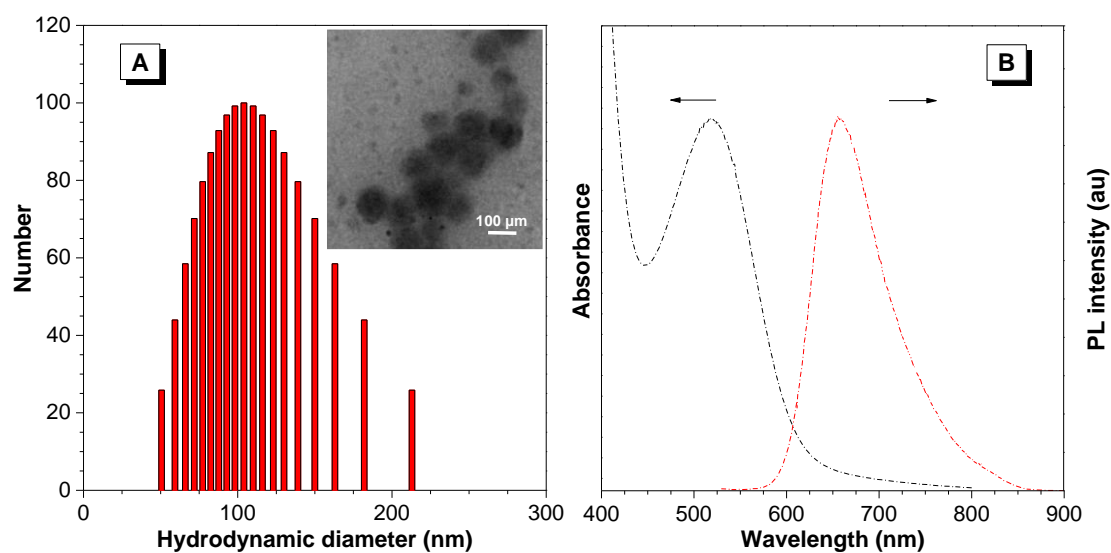 A
120
100
80
60
40
20
0
Number
100 µm
0
100
200
300
Hydrodynamic diameter (nm)
B
Absorbance
PL intensity (au)
400
500
600
700
800
900
Wavelength (nm)